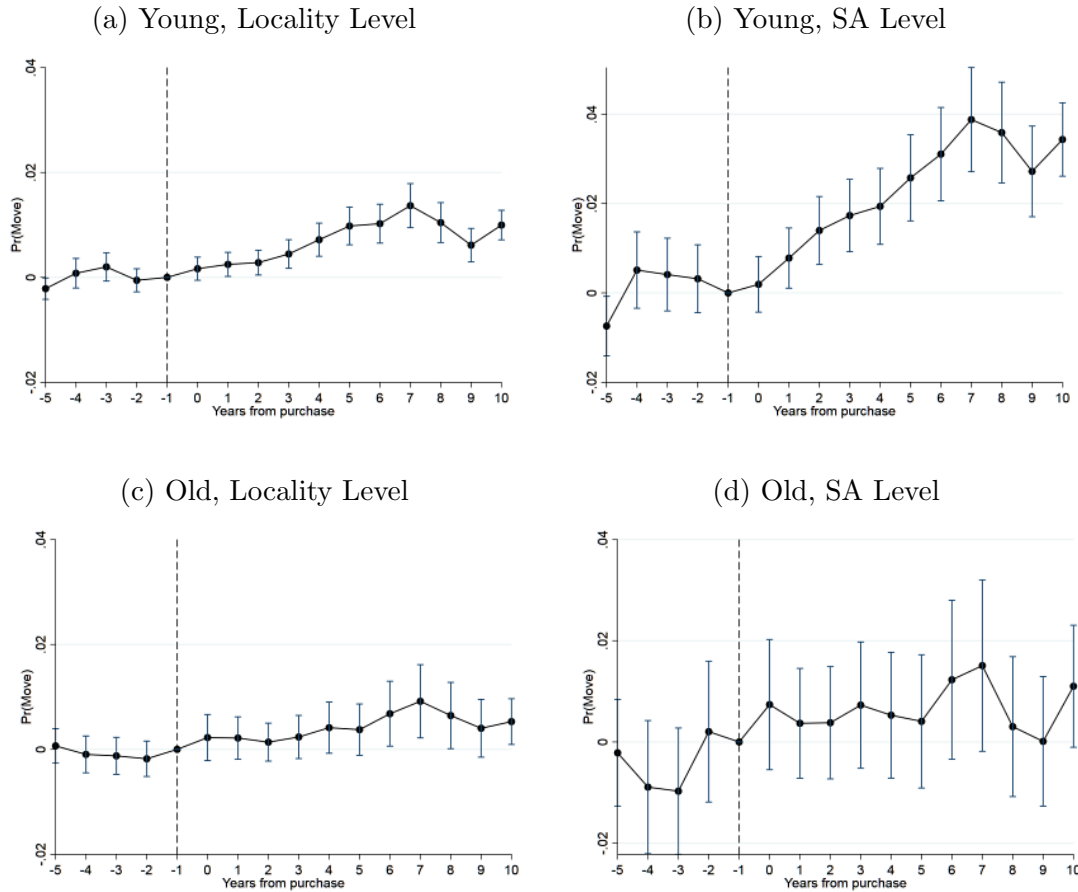 (a) Young, Locality Level
(b) Young, SA Level
Pr(Move)
.04
.02
0
-.02
-5 -4 -3 -2 -1 0 1 2 3 4 5 6 7 8 9 10
Years from purchase
Pr(Move)
.04
.02
0
-.02
-5 -4 -3 -2 -1 0 1 2 3 4 5 6 7 8 9 10
Years from purchase
(c) Old, Locality Level
(d) Old, SA Level
Pr(Move)
.04
.02
0
-.02
-5 -4 -3 -2 -1 0 1 2 3 4 5 6 7 8 9 10
Years from purchase
Pr(Move)
.04
.02
0
-.02
-5 -4 -3 -2 -1 0 1 2 3 4 5 6 7 8 9 10
Years from purchase